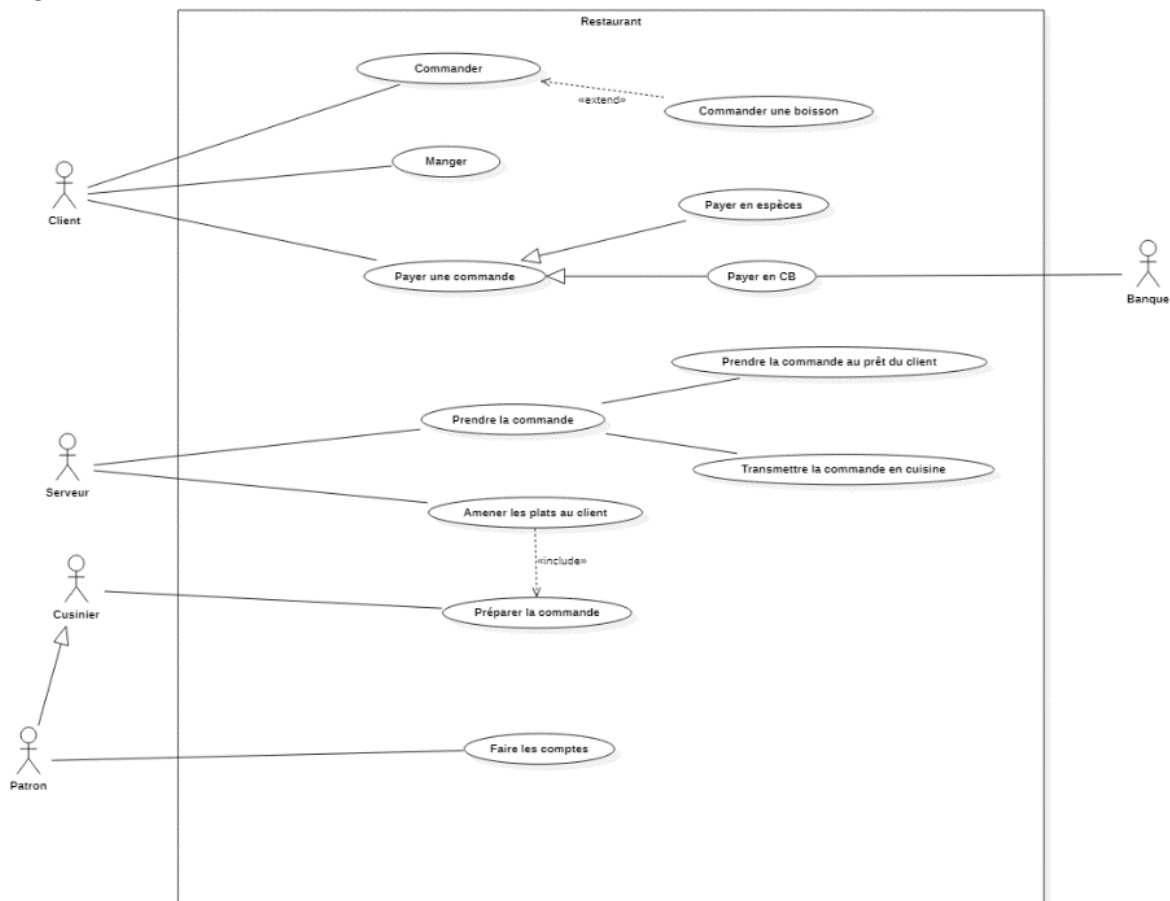 Restaurant
Commander
«extend»
Commander une boisson
Manger
Client
Payer en espèces
Payer une commande
Payer en CB
Banque
Prendre la commande au prêt du client
Prendre la commande
Serveur
Transmettre la commande en cuisine
Amener les plats au client
«include»
Cusinier
Préparer la commande
Faire les comptes
Patron